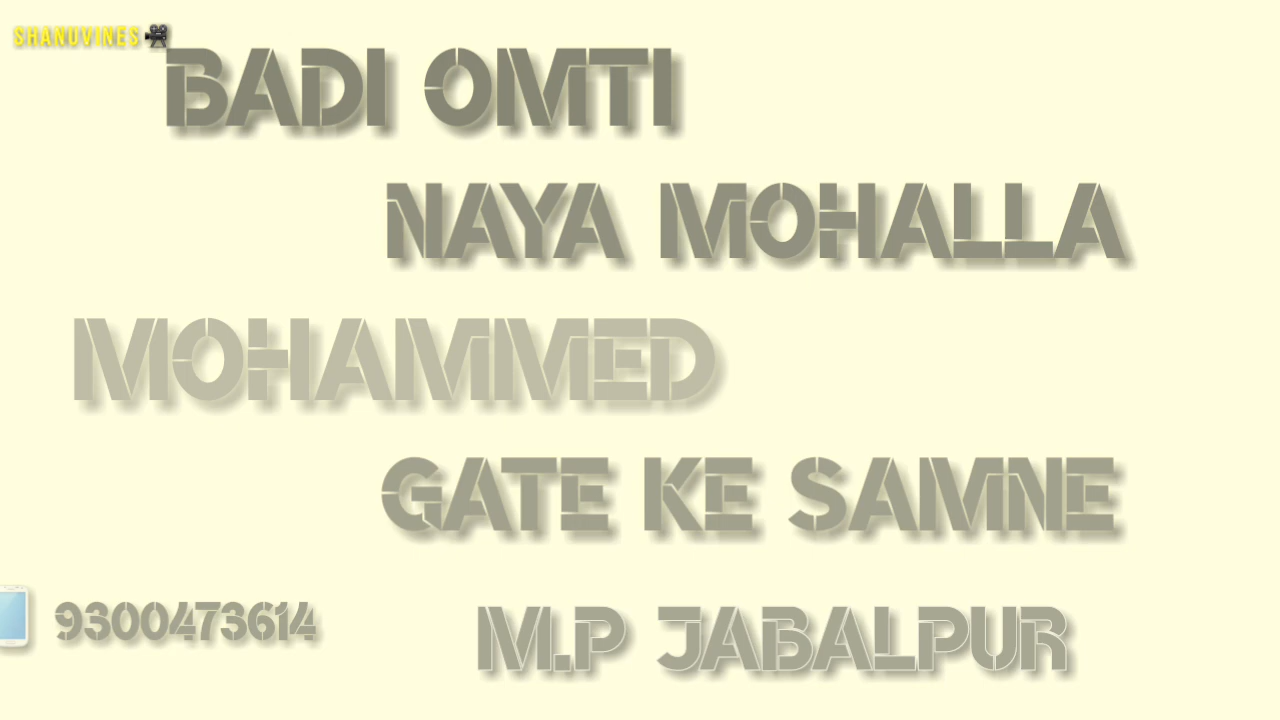 SHANUVINES🎥
BADI OMTI
NAYA MOHALLA
MOHAMMED
GATE KE SAMNE
9300473614
M.P JABALPUR